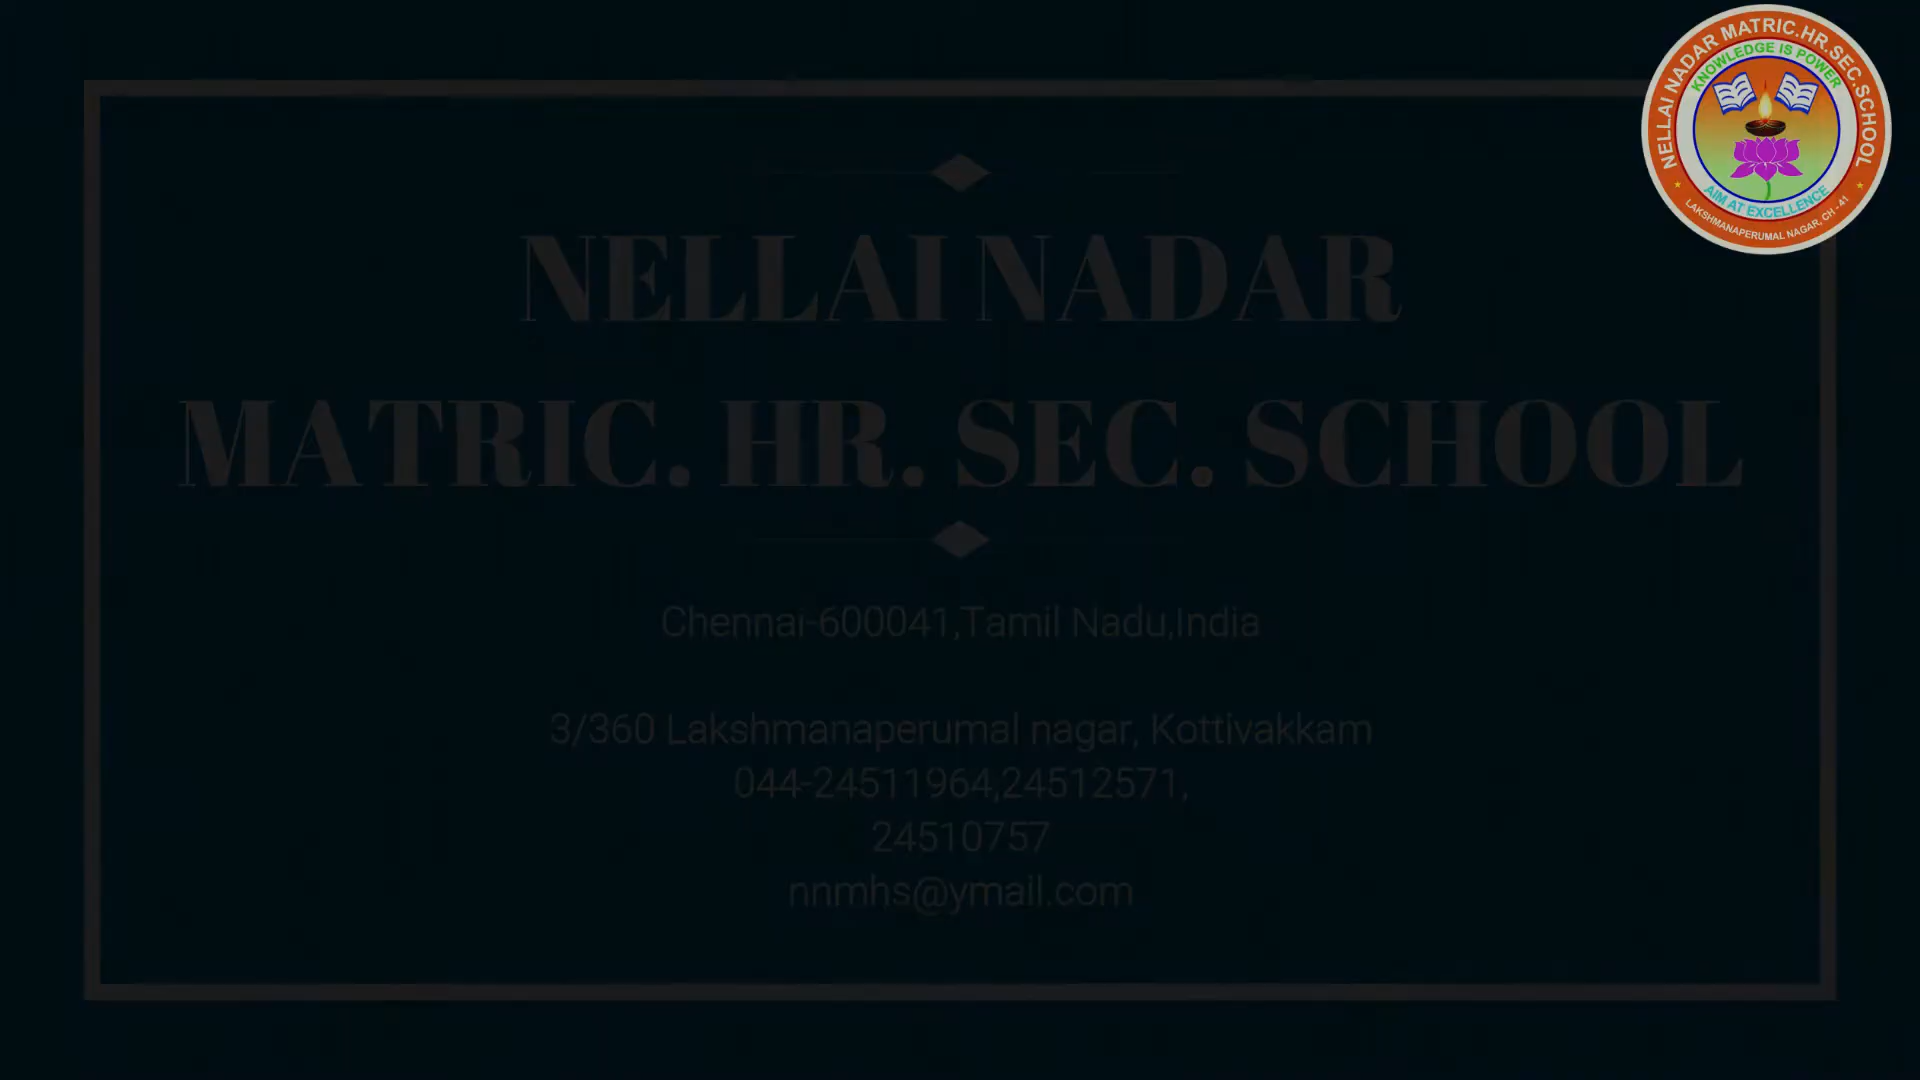 NELLAI NADAR MATRIC.HR.SEC.SCHOOL
KNOWLEDGE IS POWER
AIM AT EXCELLENCE
LAKSHMANAPERUMAL NAGAR, CH - 41
NELLAI NADAR
MATRIC. HR. SEC. SCHOOL
Chennai-600041,Tamil Nadu,India
3/360 Lakshmanaperumal nagar, Kottivakkam
044-24511964,24512571,
24510757
nnmhs@ymail.com